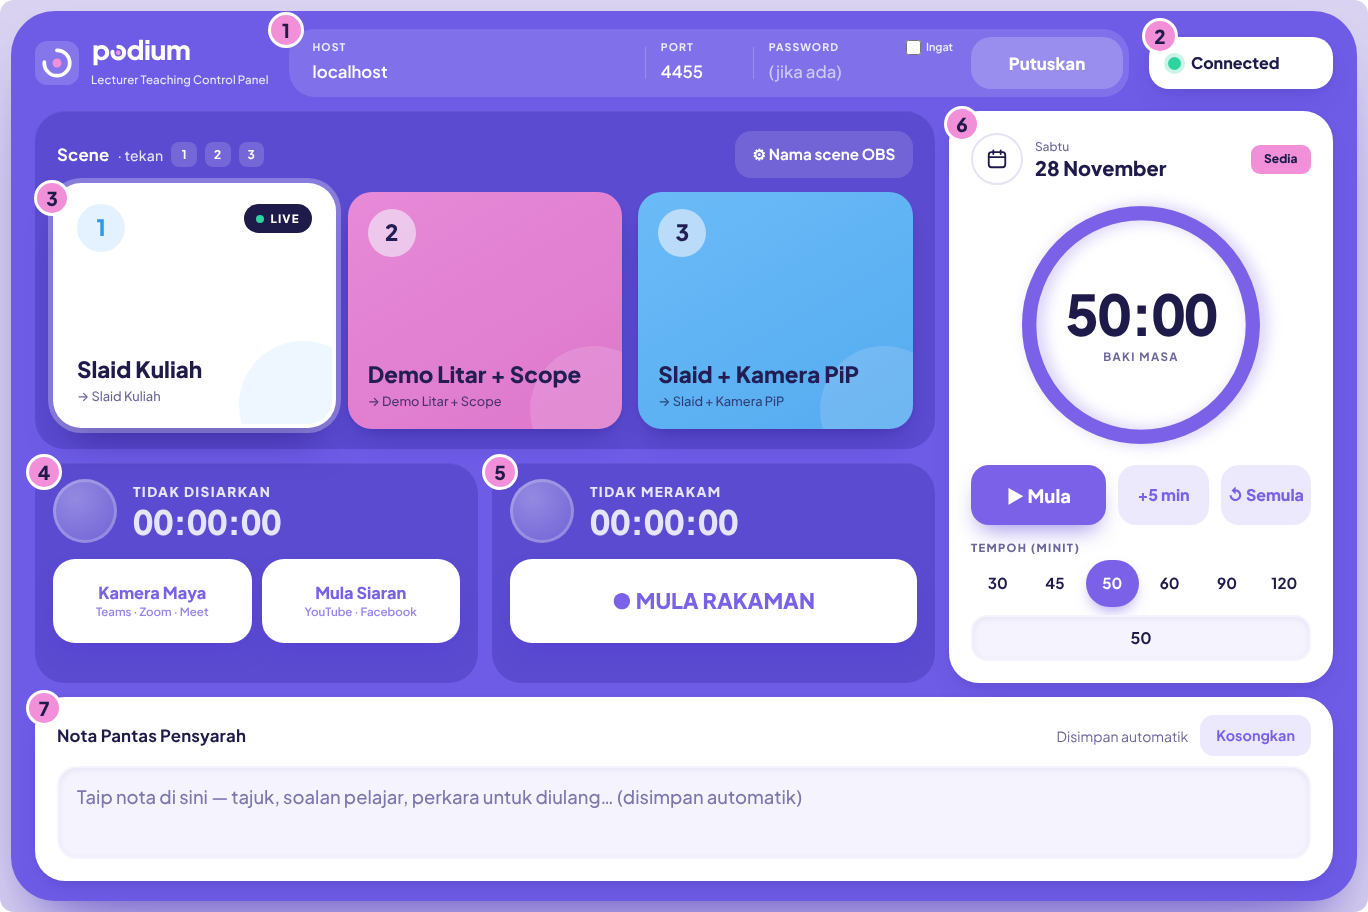 podium
Lecturer Teaching Control Panel
1
HOST
localhost
PORT
4455
PASSWORD
(jika ada)
Ingat
Putuskan
2
Connected
Scene · tekan 1 2 3
⚙ Nama scene OBS
3
1
LIVE
Slaid Kuliah
→ Slaid Kuliah
2
Demo Litar + Scope
→ Demo Litar + Scope
3
Slaid + Kamera PiP
→ Slaid + Kamera PiP
4
TIDAK DISIARKAN
00:00:00
Kamera Maya
Teams · Zoom · Meet
Mula Siaran
YouTube · Facebook
5
TIDAK MERAKAM
00:00:00
● MULA RAKAMAN
6
Sabtu
28 November
Sedia
50:00
BAKI MASA
▶ Mula
+5 min
↺ Semula
TEMPOH (MINIT)
30 45 50 60 90 120
50
7
Nota Pantas Pensyarah
Disimpan automatik
Kosongkan
Taip nota di sini — tajuk, soalan pelajar, perkara untuk diulang… (disimpan automatik)